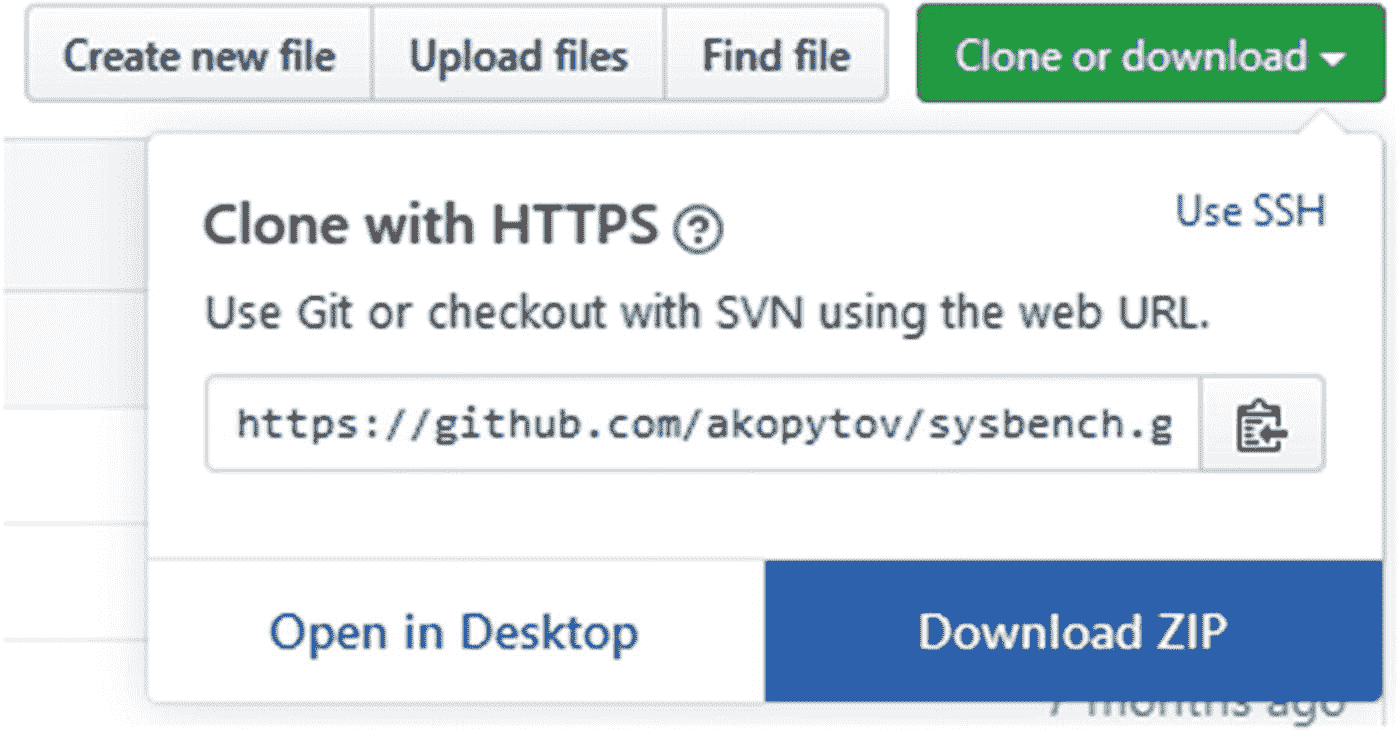 Create new file Upload files Find file Clone or download
Clone with HTTPS ?
Use SSH
Use Git or checkout with SVN using the web URL.
https://github.com/akopytov/sysbench.g
Open in Desktop Download ZIP
7 months ago